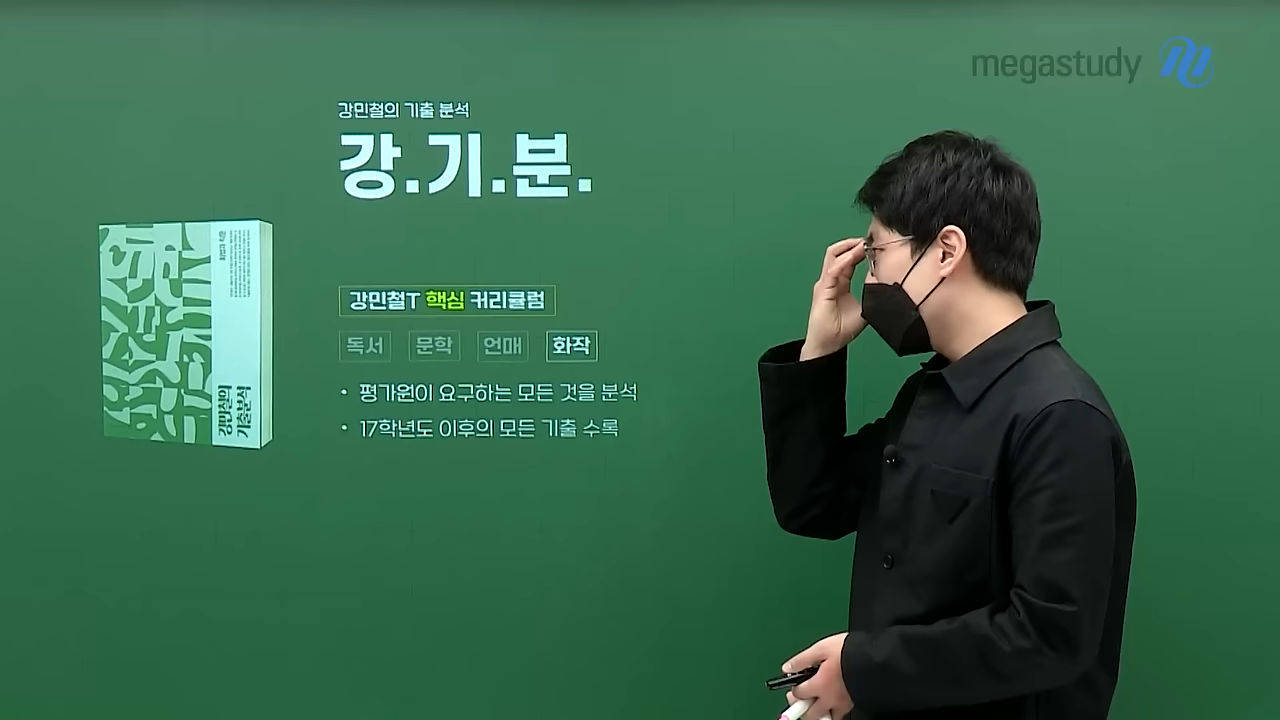 megastudy
강민철의 기출 분석
강.기.분.
강민철T 핵심 커리큘럼
독서 문학 언매 화작
• 평가원이 요구하는 모든 것을 분석
• 17학년도 이후의 모든 기출 수록
강민철의
기출분석